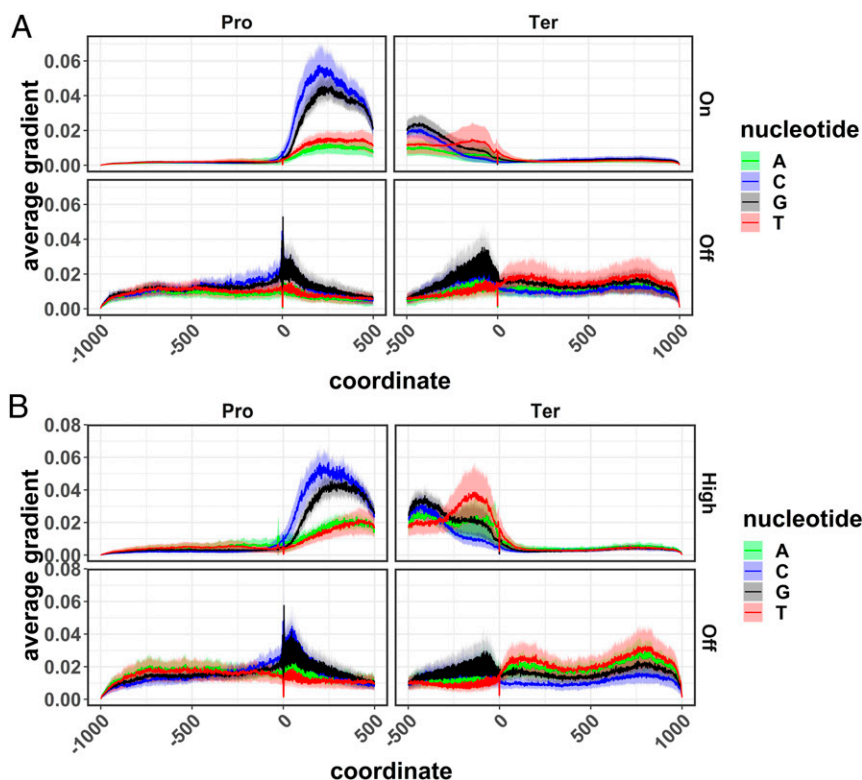 A
Pro Ter
0.06
0.04
0.02
0.00
On
0.06
0.04
0.02
0.00
Off
average gradient
-1000 -500 0 500 -500 0 500 1000
coordinate
nucleotide
A
C
G
T
B
Pro Ter
0.08
0.06
0.04
0.02
0.00
High
0.08
0.06
0.04
0.02
0.00
Off
average gradient
-1000 -500 0 500 -500 0 500 1000
coordinate
nucleotide
A
C
G
T